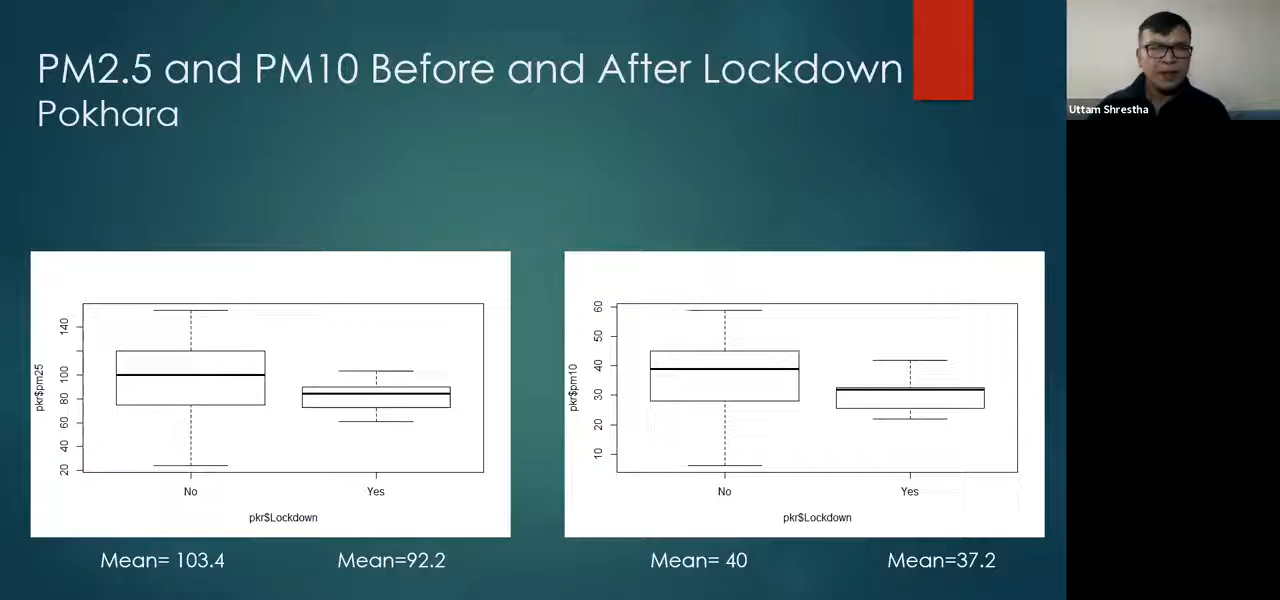 PM2.5 and PM10 Before and After Lockdown
Pokhara
Uttam Shrestha
pkr$pm25
140
100
80
60
40
20
No
Yes
pkr$Lockdown
pkr$pm10
60
50
40
30
20
10
No
Yes
pkr$Lockdown
Mean= 103.4
Mean=92.2
Mean= 40
Mean=37.2